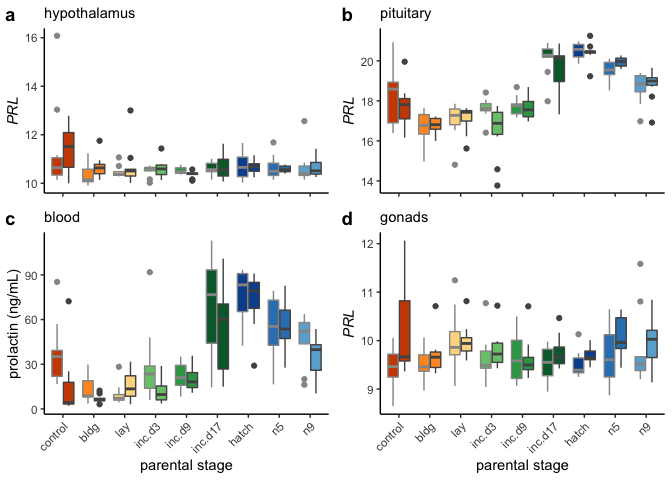 a hypothalamus
PRL
16
14
12
10
b pituitary
PRL
20
18
16
14
c blood
prolactin (ng/mL)
90
60
30
0
control bldg lay inc.d3 inc.d9 inc.d17 hatch n5 n9
parental stage
d gonads
PRL
12
11
10
9
control bldg lay inc.d3 inc.d9 inc.d17 hatch n5 n9
parental stage